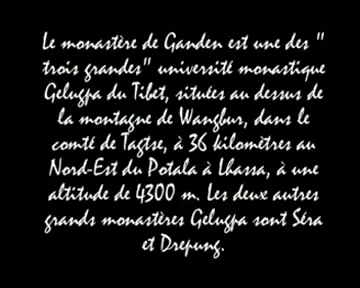 Le monastère de Ganden est une des "
trois grandes" université monastique
Gelugpa du Tibet, situées au dessus de
la montagne de Wangbur, dans le
comté de Tagtse, à 36 kilomètres au
Nord-Est du Potala à Lhassa, à une
altitude de 4300 m. Les deux autres
grands monastères Gelugpa sont Séra
et Drepung.